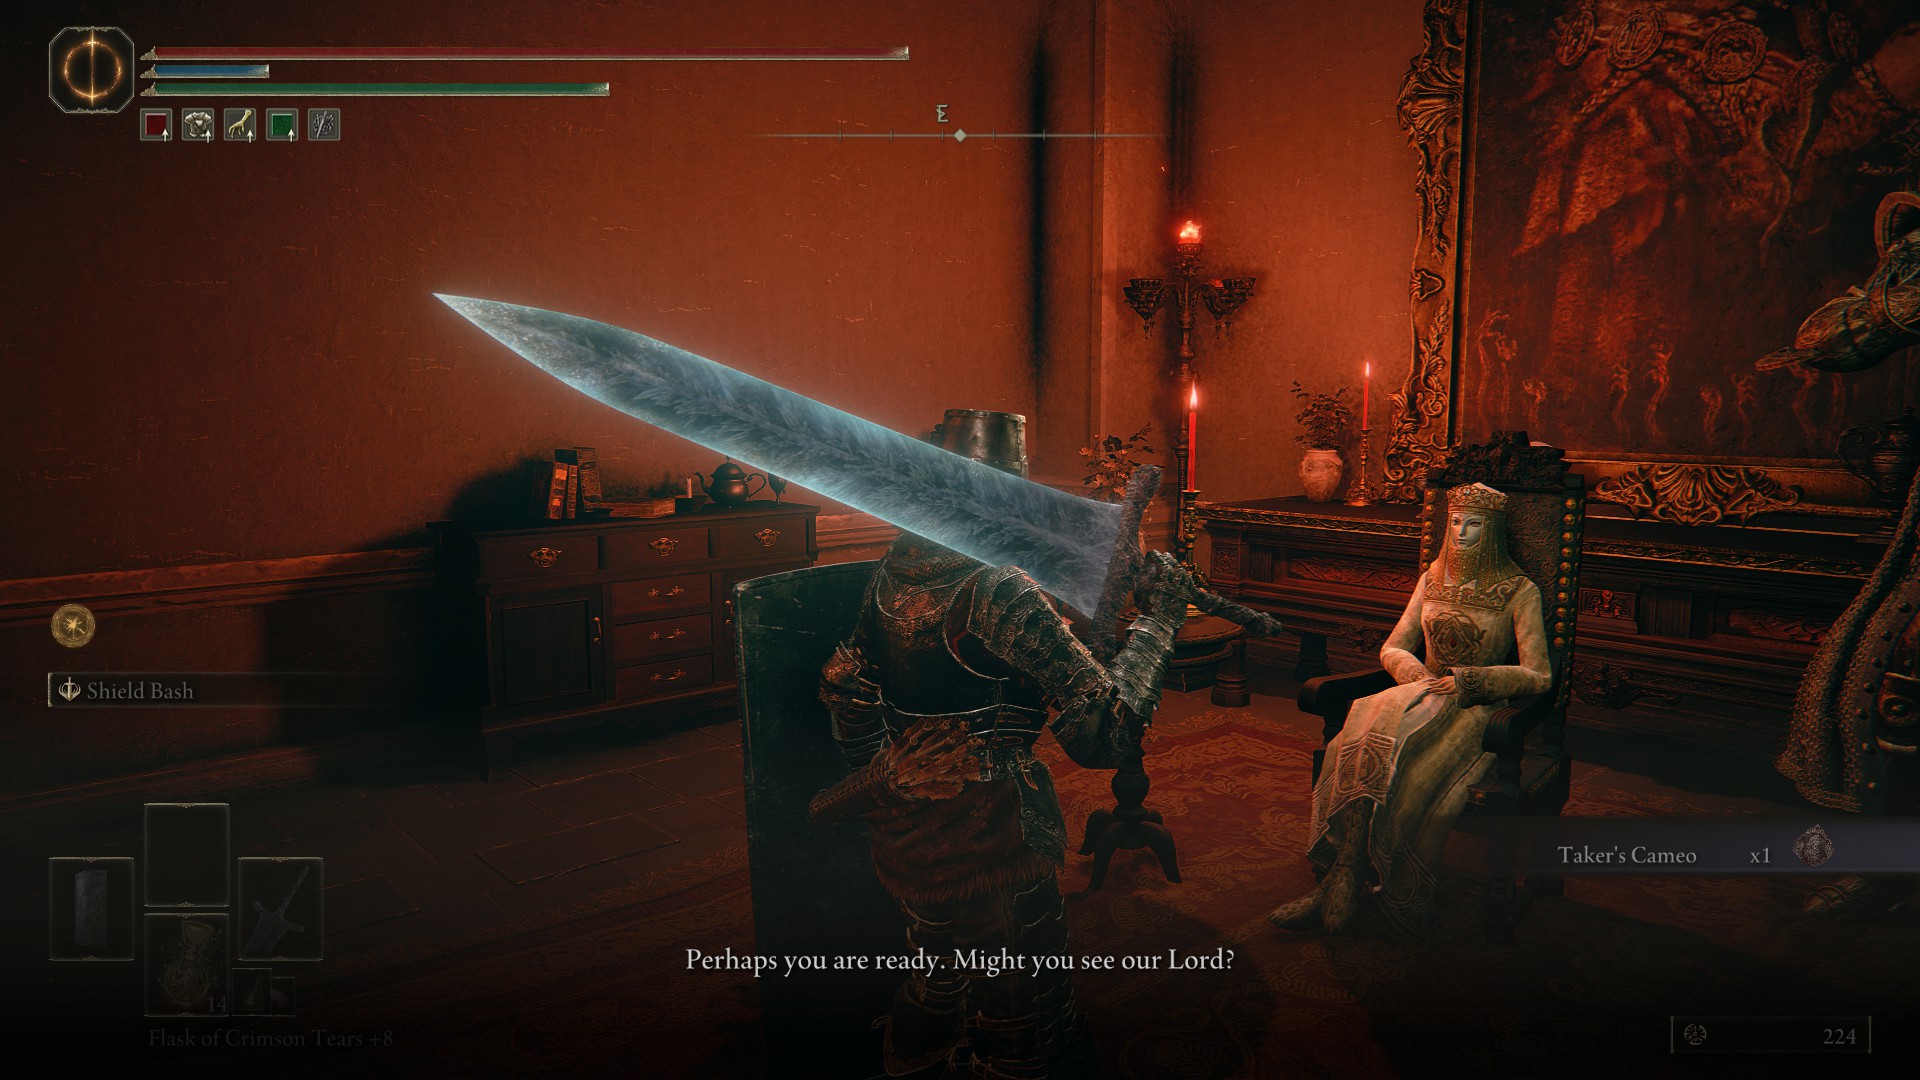 E
Shield Bash
Taker's Cameo x1
Perhaps you are ready. Might you see our Lord?
14
Flask of Crimson Tears +8
224